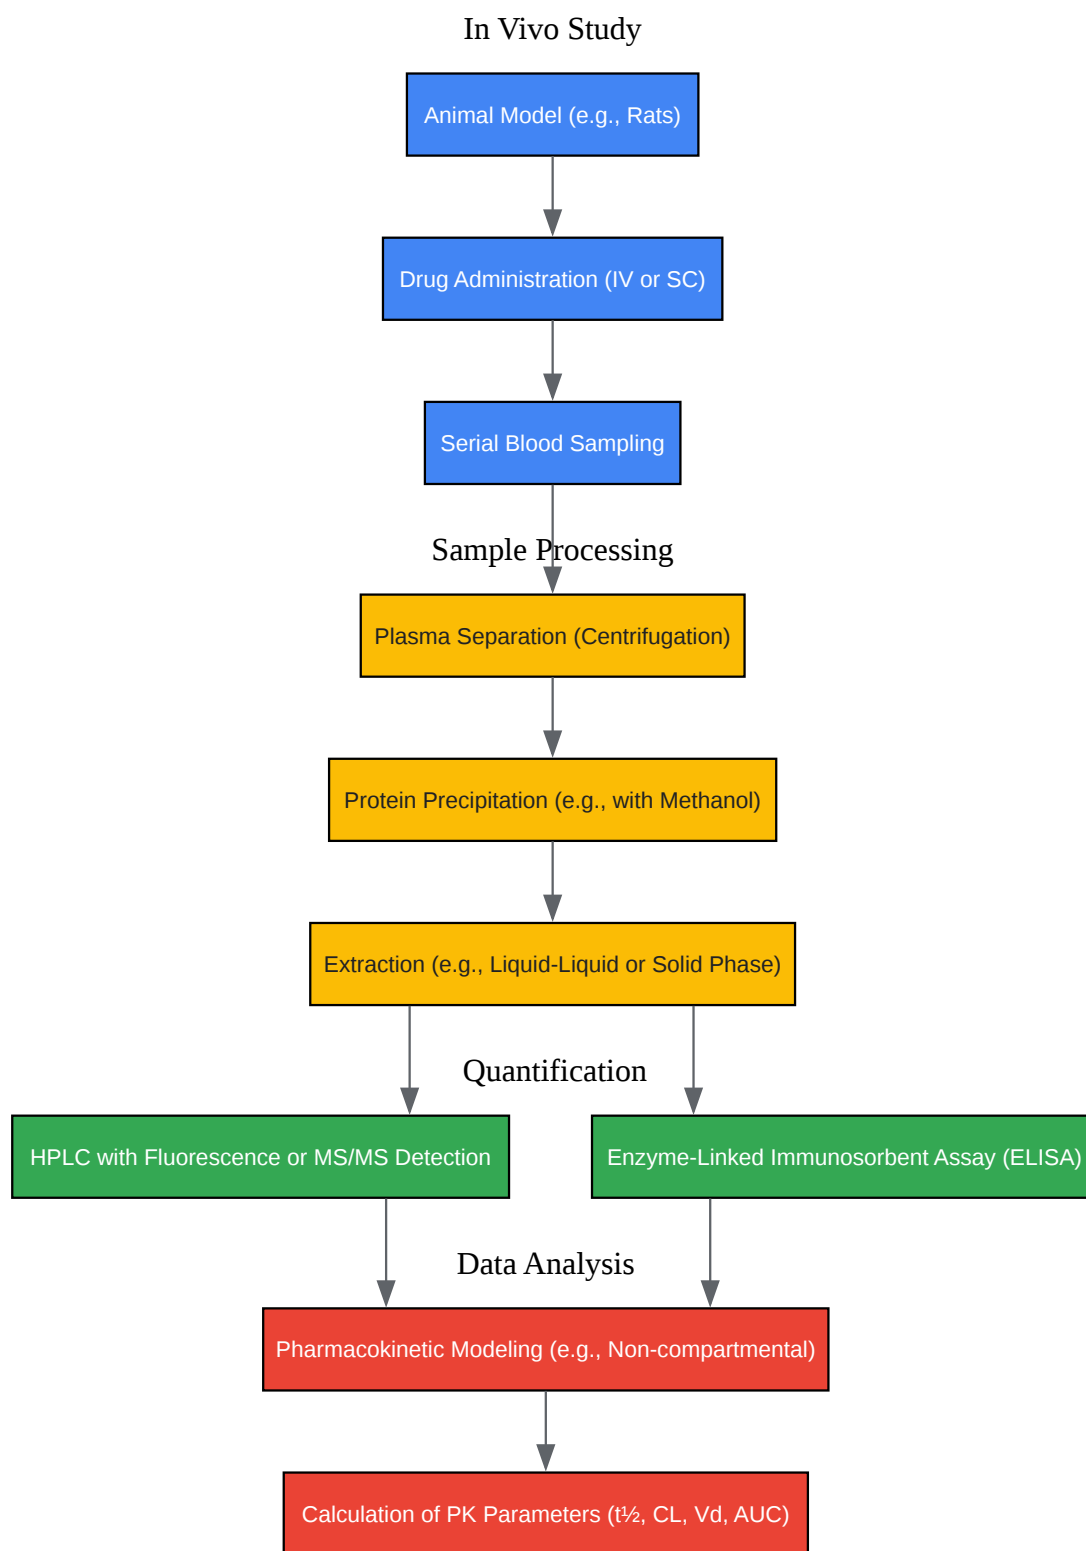 In Vivo Study
Animal Model (e.g., Rats)
Drug Administration (IV or SC)
Serial Blood Sampling
Sample Processing
Plasma Separation (Centrifugation)
Protein Precipitation (e.g., with Methanol)
Extraction (e.g., Liquid-Liquid or Solid Phase)
Quantification
HPLC with Fluorescence or MS/MS Detection
Enzyme-Linked Immunosorbent Assay (ELISA)
Data Analysis
Pharmacokinetic Modeling (e.g., Non-compartmental)
Calculation of PK Parameters (t½, CL, Vd, AUC)